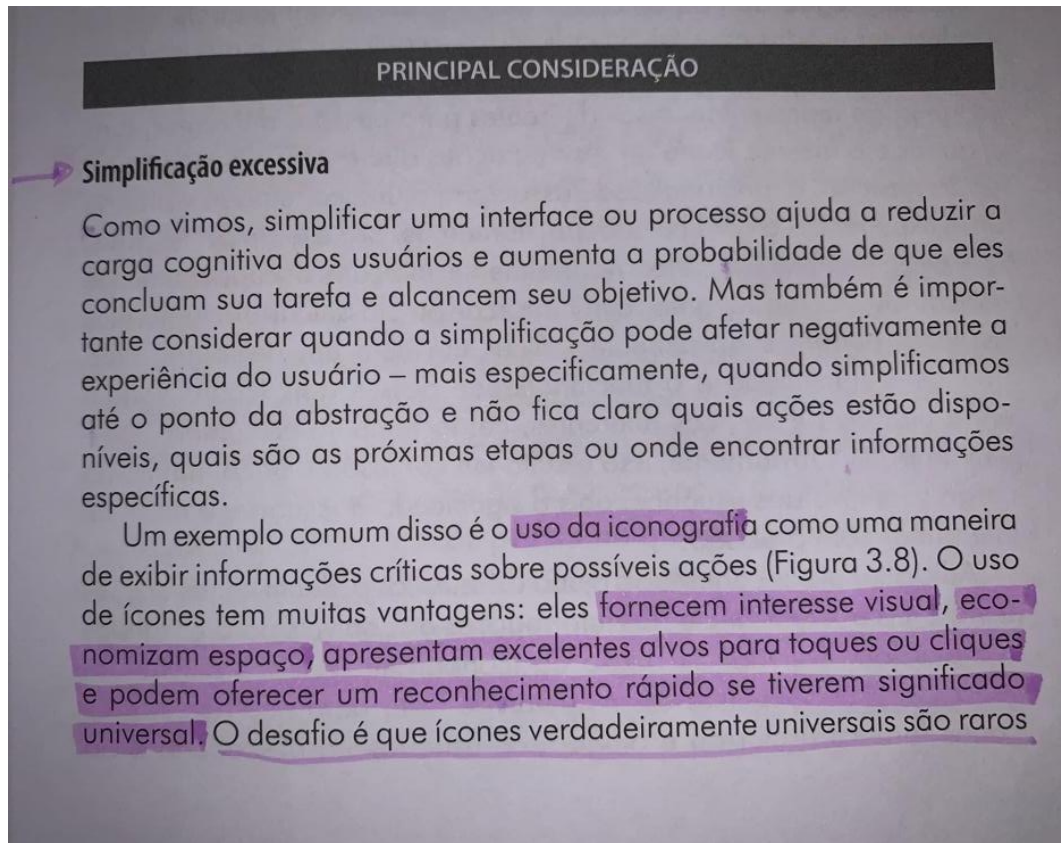 PRINCIPAL CONSIDERAÇÃO
Simplificação excessiva
Como vimos, simplificar uma interface ou processo ajuda a reduzir a
carga cognitiva dos usuários e aumenta a probabilidade de que eles
concluam sua tarefa e alcancem seu objetivo. Mas também é impor-
tante considerar quando a simplificação pode afetar negativamente a
experiência do usuário – mais especificamente, quando simplificamos
até o ponto da abstração e não fica claro quais ações estão dispo-
níveis, quais são as próximas etapas ou onde encontrar informações
específicas.
Um exemplo comum disso é o uso da iconografia como uma maneira
de exibir informações críticas sobre possíveis ações (Figura 3.8). O uso
de ícones tem muitas vantagens: eles fornecem interesse visual, eco-
nomizam espaço, apresentam excelentes alvos para toques ou cliques
e podem oferecer um reconhecimento rápido se tiverem significado
universal. O desafio é que ícones verdadeiramente universais são raros